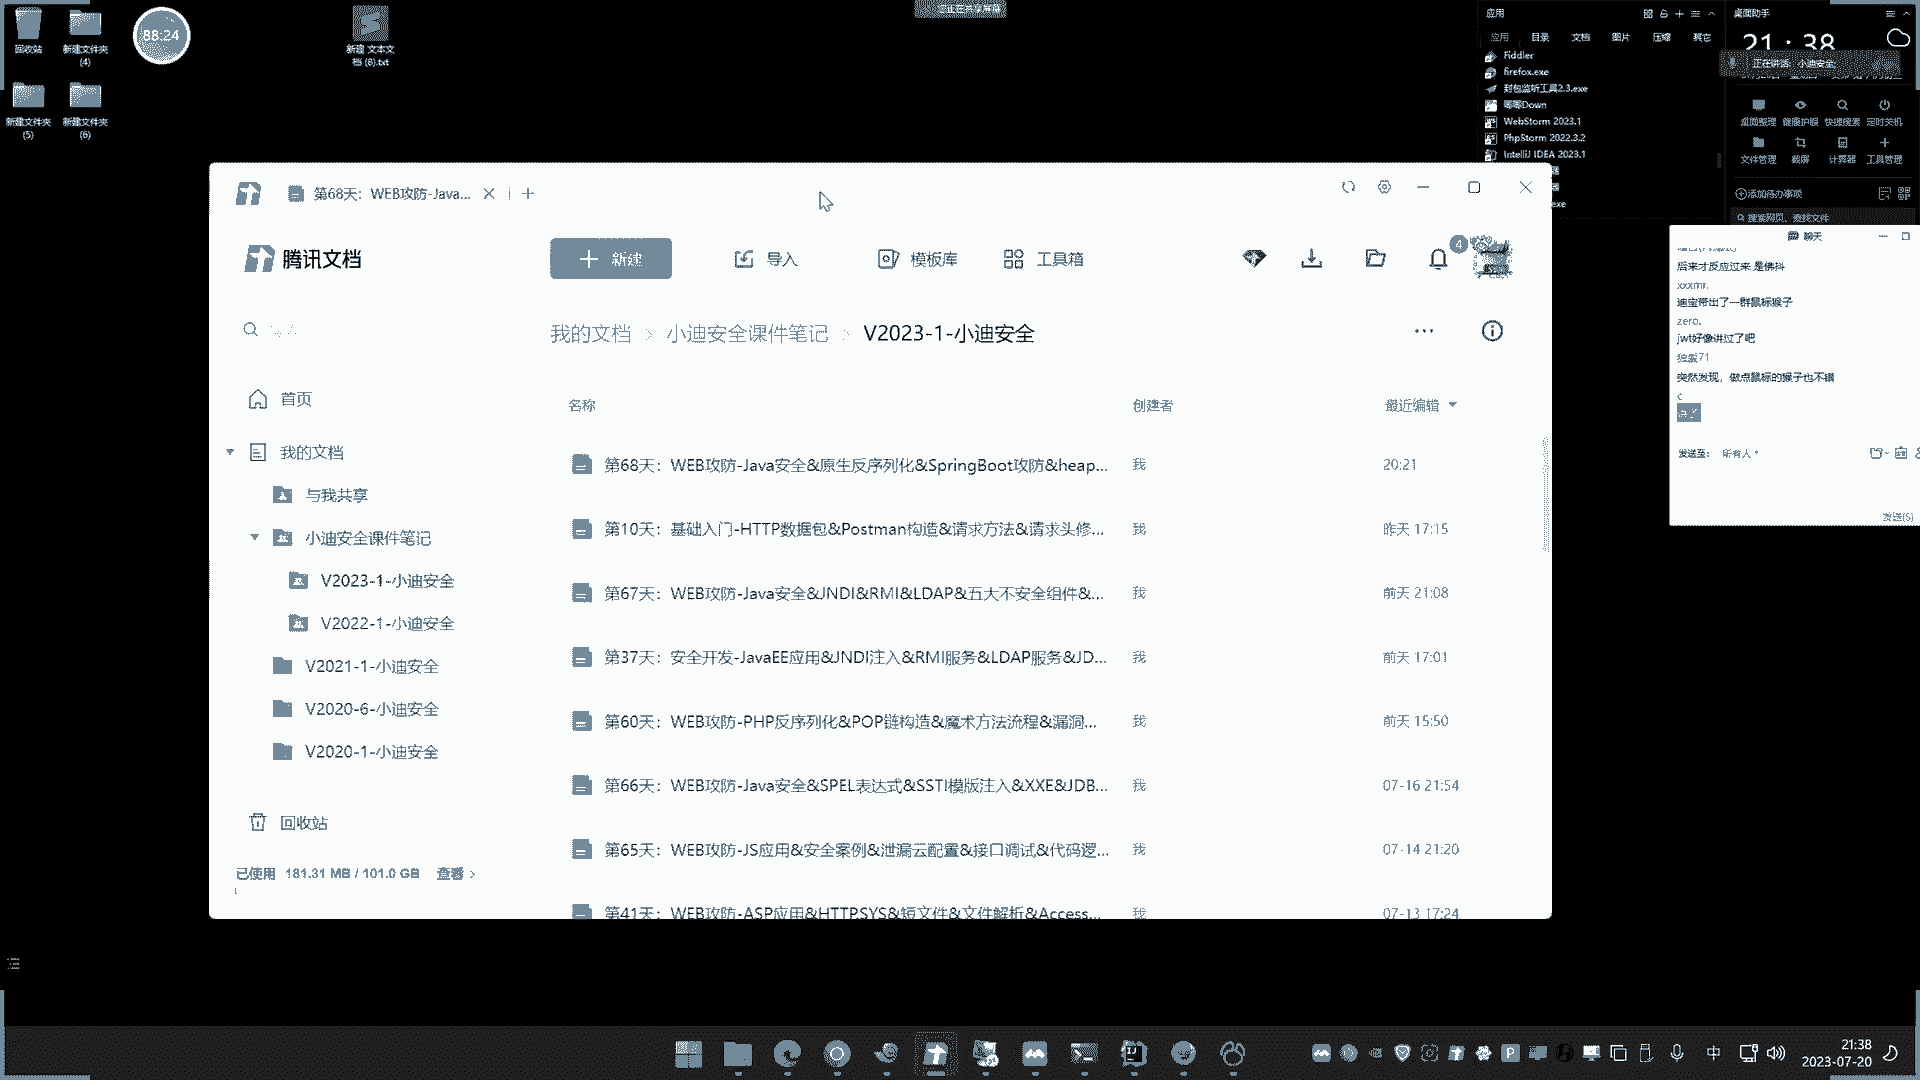 回收站
新建文件夹
(4)
88:24
新建 文本文
档 (8).txt
新建文件夹
(5)
新建文件夹
(6)
您正在共享屏幕
应用
应用 目录 文档 图片 压缩 其它
Fiddler
firefox.exe
封包监听工具2.3.exe
唧唧Down
WebStorm 2023.1
PhpStorm 2022.3.2
IntelliJ IDEA 2023.1
桌面助手
21:38
正在讲话: 小迪安全;
桌面整理 健康护眼 快捷搜索 定时关机
文件管理 截屏 计算器 工具管理
添加待办事项
搜索网页、查找文件
第68天: WEB攻防-Java...
腾讯文档
新建
导入
模板库
工具箱
4
我的文档 > 小迪安全课件笔记 > V2023-1-小迪安全
首页
我的文档
与我共享
小迪安全课件笔记
V2023-1-小迪安全
V2022-1-小迪安全
V2021-1-小迪安全
V2020-6-小迪安全
V2020-1-小迪安全
回收站
已使用 181.31 MB / 101.0 GB 查看 >
名称 创建者 最近编辑
第68天: WEB攻防-Java安全&原生反序列化&SpringBoot攻防&heap... 我 20:21
第10天: 基础入门-HTTP数据包&Postman构造&请求方法&请求头修... 我 昨天 17:15
第67天: WEB攻防-Java安全&JNDI&RMI&LDAP&五大不安全组件&... 我 前天 21:08
第37天: 安全开发-JavaEE应用&JNDI注入&RMI服务&LDAP服务&JD... 我 前天 17:01
第60天: WEB攻防-PHP反序列化&POP链构造&魔术方法流程&漏洞... 我 前天 15:50
第66天: WEB攻防-Java安全&SPEL表达式&SSTI模版注入&XXE&JDB... 我 07-16 21:54
第65天: WEB攻防-JS应用&安全案例&泄漏云配置&接口调试&代码逻... 我 07-14 21:20
第41天: WEB攻防-ASP应用&HTTP.SYS&短文件&文件解析&Access... 我 07-13 17:24
聊天
后来才反应过来 是佛抖
xxxmr.
迪宝带出了一群鼠标猴子
zero.
jwt好像讲过了吧
独爱71
突然发现, 做点鼠标的猴子也不错
c
点了
发送至: 所有人
发送(S)
中
21:38
2023-07-20